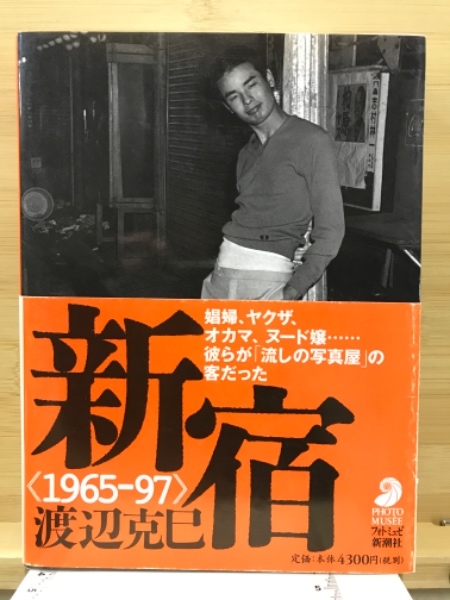 娼婦、ヤクザ、
オカマ、ヌード嬢……
彼らが「流しの写真屋」の
客だった
新宿
〈1965-97〉
渡辺克巳
PHOTO
MUSÉE
フォト・ミュゼ
新潮社
定価：本体4300円(税別)